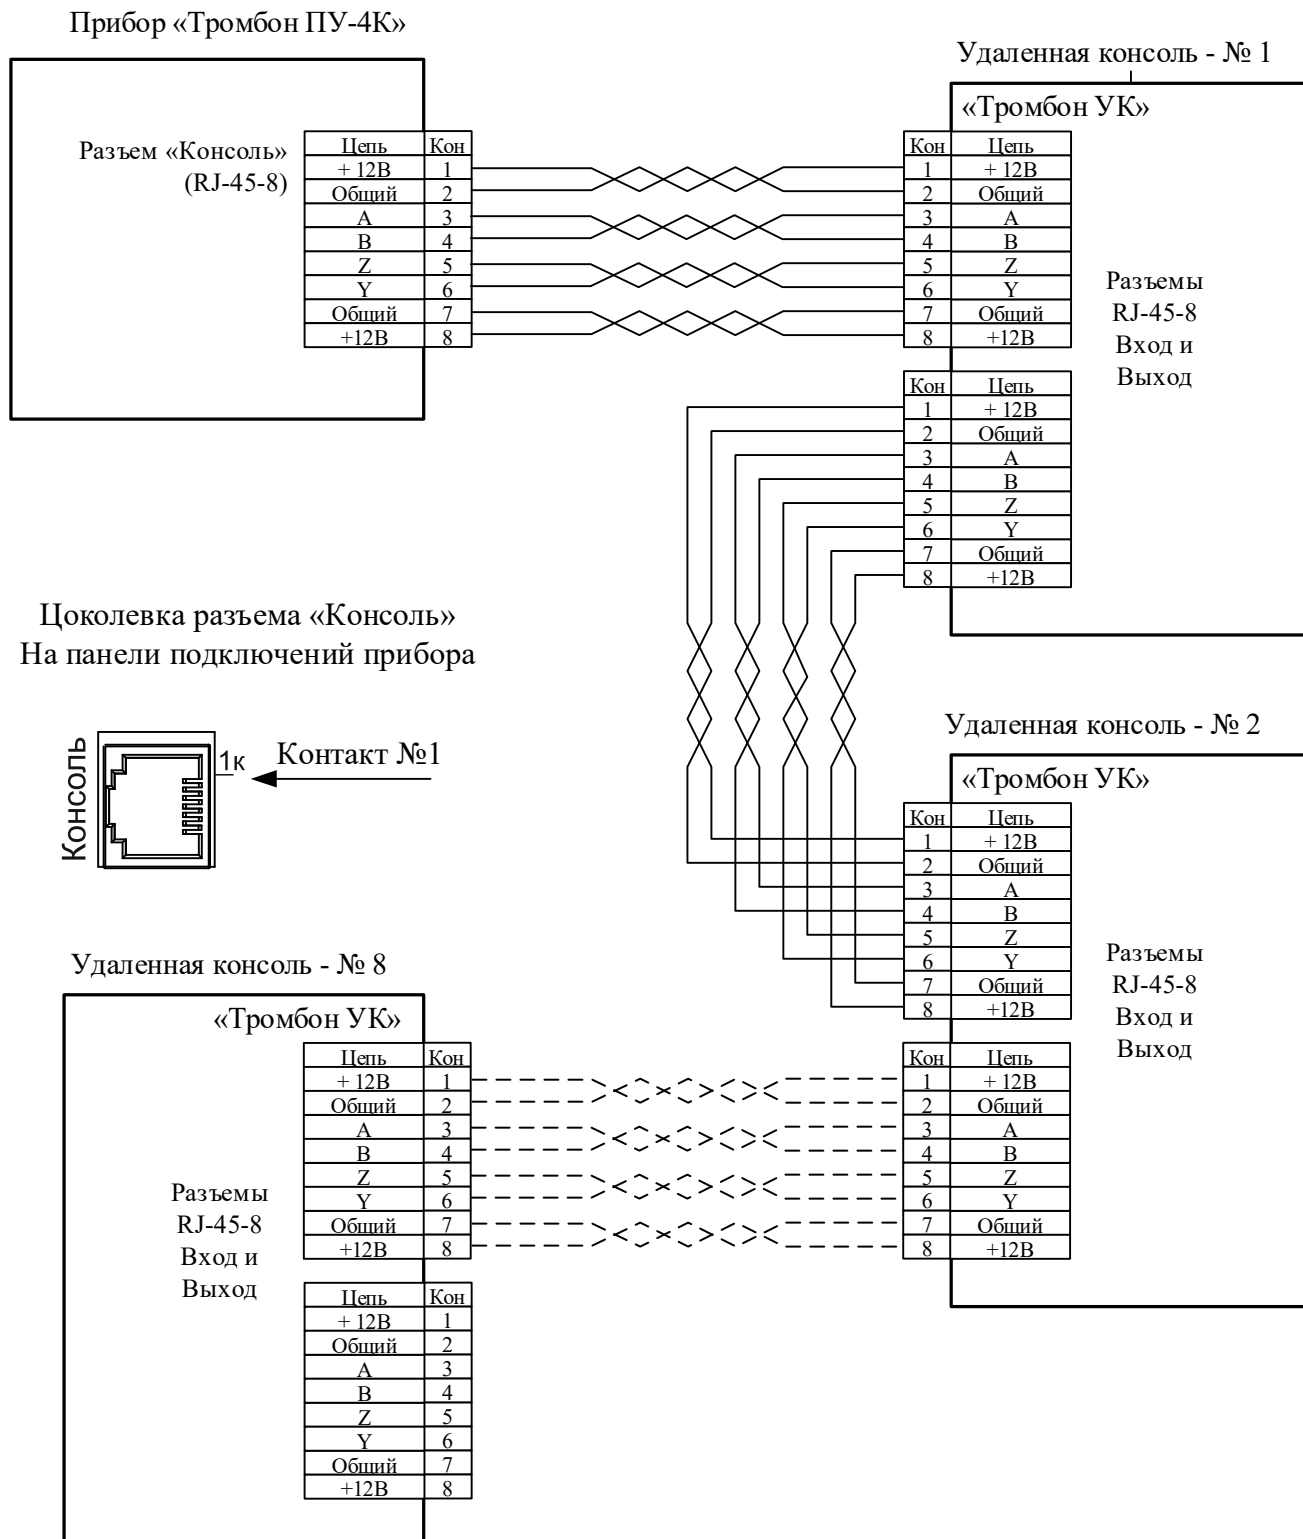 Прибор «Тромбон ПУ-4К»
Разъем «Консоль»
(RJ-45-8)
Цепь Кон
+ 12В 1
Общий 2
A 3
B 4
Z 5
Y 6
Общий 7
+12В 8
Удаленная консоль - № 1
«Тромбон УК»
Кон Цепь
1 + 12В
2 Общий
3 A
4 B
5 Z
6 Y
7 Общий
8 +12В
Разъемы
RJ-45-8
Вход и
Выход
Кон Цепь
1 + 12В
2 Общий
3 A
4 B
5 Z
6 Y
7 Общий
8 +12В
Цоколевка разъема «Консоль»
На панели подключений прибора
Консоль
1к
Контакт №1
Удаленная консоль - № 2
«Тромбон УК»
Кон Цепь
1 + 12В
2 Общий
3 A
4 B
5 Z
6 Y
7 Общий
8 +12В
Разъемы
RJ-45-8
Вход и
Выход
Кон Цепь
1 + 12В
2 Общий
3 A
4 B
5 Z
6 Y
7 Общий
8 +12В
Удаленная консоль - № 8
«Тромбон УК»
Цепь Кон
+ 12В 1
Общий 2
A 3
B 4
Z 5
Y 6
Общий 7
+12В 8
Разъемы
RJ-45-8
Вход и
Выход
Цепь Кон
+ 12В 1
Общий 2
A 3
B 4
Z 5
Y 6
Общий 7
+12В 8